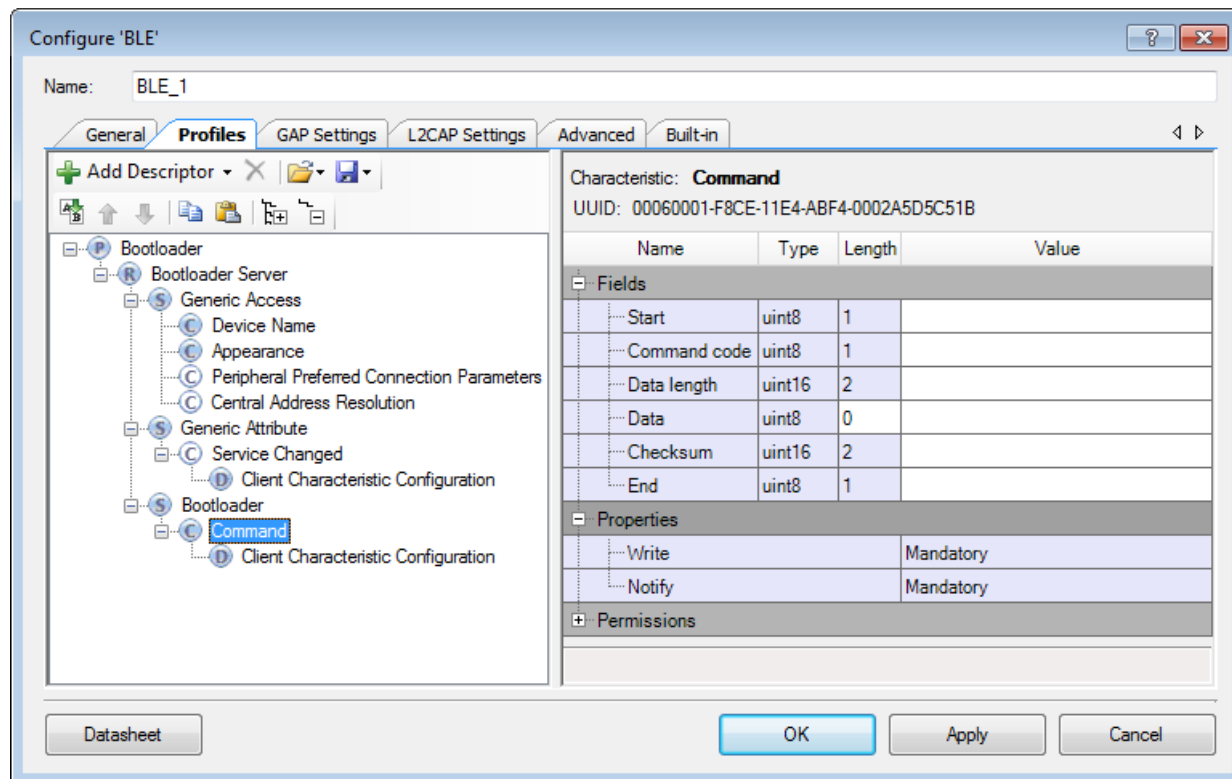 Configure 'BLE'
Name: BLE_1
General Profiles GAP Settings L2CAP Settings Advanced Built-in
Add Descriptor
P Bootloader
R Bootloader Server
S Generic Access
C Device Name
C Appearance
C Peripheral Preferred Connection Parameters
C Central Address Resolution
S Generic Attribute
C Service Changed
D Client Characteristic Configuration
S Bootloader
C Command
D Client Characteristic Configuration
Characteristic: Command
UUID: 00060001-F8CE-11E4-ABF4-0002A5D5C51B
Name Type Length Value
Fields
Start uint8 1
Command code uint8 1
Data length uint16 2
Data uint8 0
Checksum uint16 2
End uint8 1
Properties
Write Mandatory
Notify Mandatory
Permissions
Datasheet OK Apply Cancel